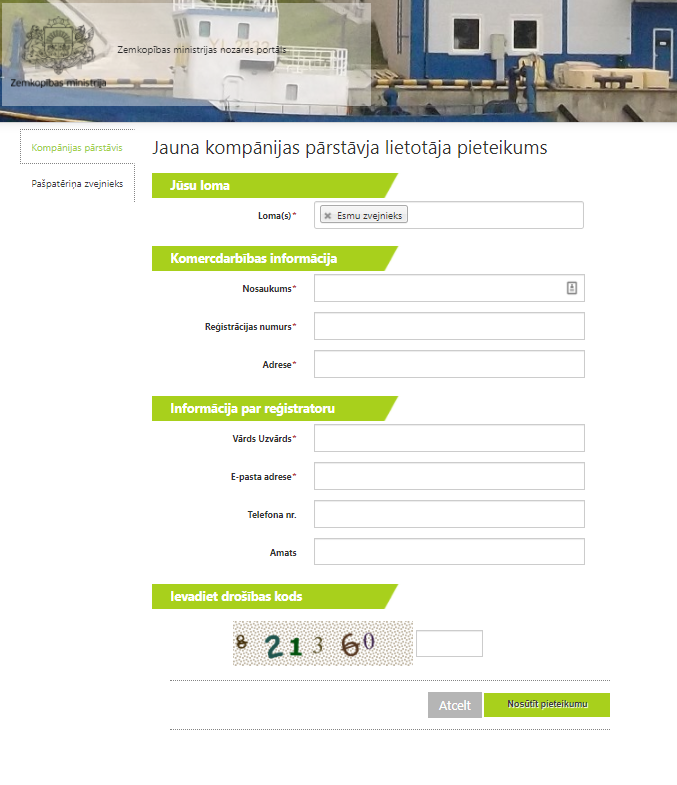 Zemkopības ministrijas nozares portāls
Zemkopības ministrija
Kompānijas pārstāvis
Pašpatēriņa zvejnieks
Jauna kompānijas pārstāvja lietotāja pieteikums
Jūsu loma
Loma(s)*
Esmu zvejnieks
Komercdarbības informācija
Nosaukums*
Reģistrācijas numurs*
Adrese*
Informācija par reģistratoru
Vārds Uzvārds*
E-pasta adrese*
Telefona nr.
Amats
Ievadiet drošības kods
8 2 1 3 6 0
Atcelt
Nosūtīt pieteikumu